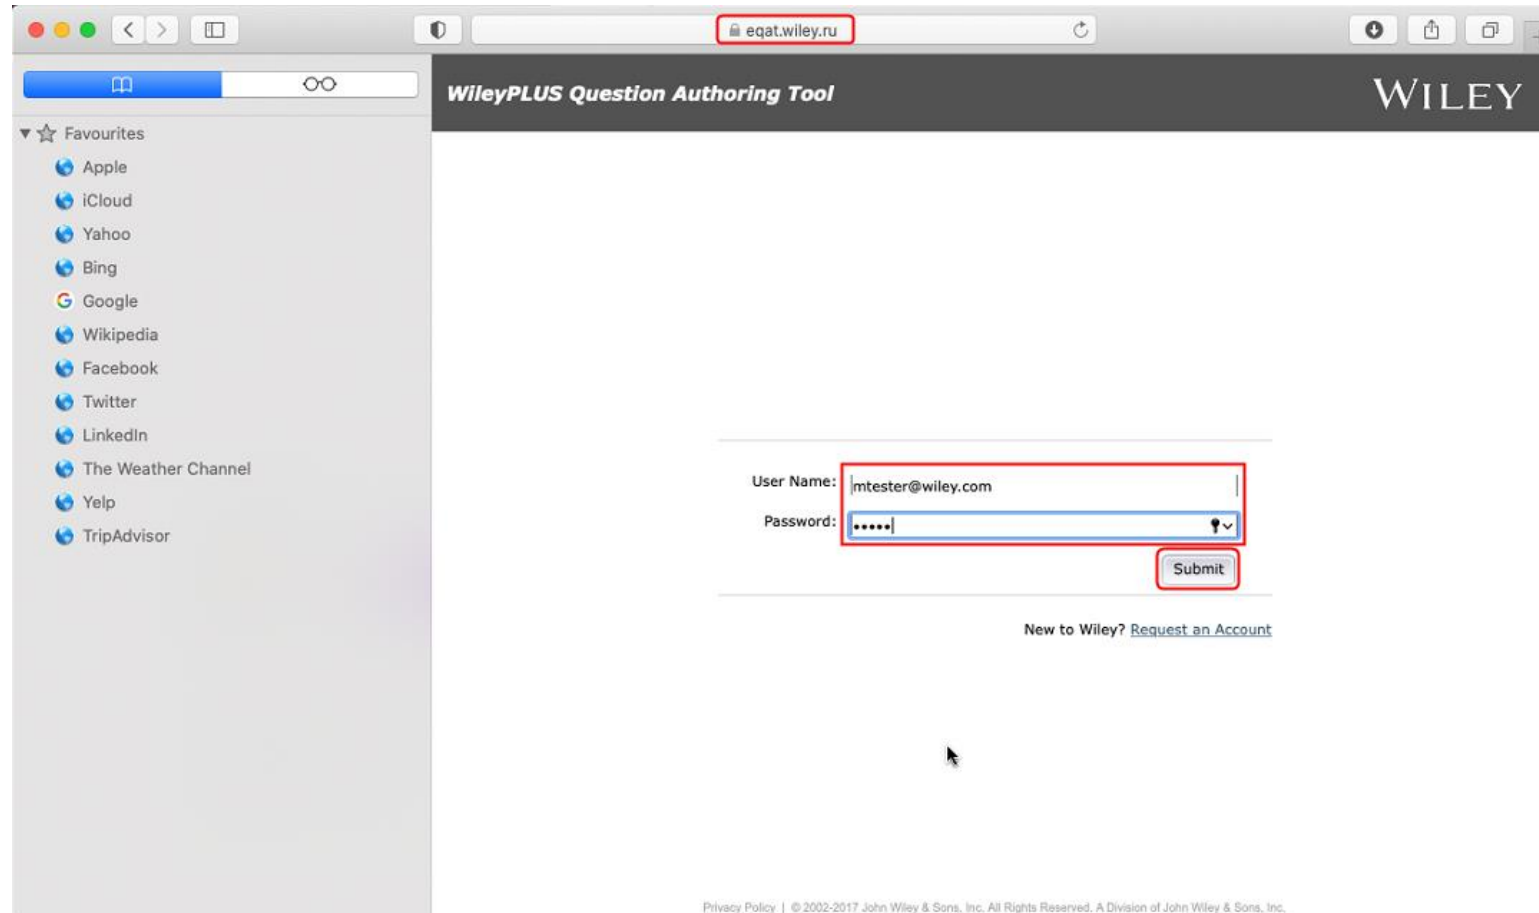 eqat.wiley.ru
WileyPLUS Question Authoring Tool
WILEY
Favourites
Apple
iCloud
Yahoo
Bing
Google
Wikipedia
Facebook
Twitter
LinkedIn
The Weather Channel
Yelp
TripAdvisor
User Name: mtester@wiley.com
Password: •••••
Submit
New to Wiley? Request an Account
Privacy Policy | © 2002-2017 John Wiley & Sons, Inc. All Rights Reserved. A Division of John Wiley & Sons, Inc.